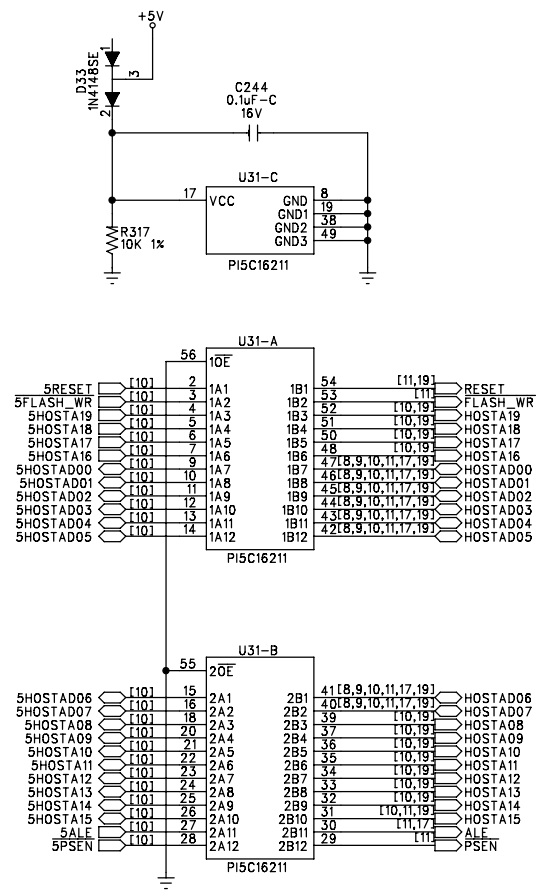 +5V
D33
1N4148SE
1
3
2
C244
0.1uF-C
16V
U31-C
17 VCC GND 8
GND1 19
GND2 38
GND3 49
R317
10K 1%
PI5C16211
U31-A
56 1OE
5RESET [10] 2 1A1 1B1 54 [11,19] RESET
5FLASH_WR [10] 3 1A2 1B2 53 [11] FLASH_WR
5HOSTA19 [10] 4 1A3 1B3 52 [10,19] HOSTA19
5HOSTA18 [10] 5 1A4 1B4 51 [10,19] HOSTA18
5HOSTA17 [10] 6 1A5 1B5 50 [10,19] HOSTA17
5HOSTA16 [10] 7 1A6 1B6 48 [10,19] HOSTA16
5HOSTAD00 [10] 9 1A7 1B7 47 [8,9,10,11,17,19] HOSTAD00
5HOSTAD01 [10] 10 1A8 1B8 46 [8,9,10,11,17,19] HOSTAD01
5HOSTAD02 [10] 11 1A9 1B9 45 [8,9,10,11,17,19] HOSTAD02
5HOSTAD03 [10] 12 1A10 1B10 44 [8,9,10,11,17,19] HOSTAD03
5HOSTAD04 [10] 13 1A11 1B11 43 [8,9,10,11,17,19] HOSTAD04
5HOSTAD05 [10] 14 1A12 1B12 42 [8,9,10,11,17,19] HOSTAD05
PI5C16211
U31-B
55 2OE
5HOSTAD06 [10] 15 2A1 2B1 41 [8,9,10,11,17,19] HOSTAD06
5HOSTAD07 [10] 16 2A2 2B2 40 [8,9,10,11,17,19] HOSTAD07
5HOSTA08 [10] 18 2A3 2B3 39 [10,19] HOSTA08
5HOSTA09 [10] 20 2A4 2B4 37 [10,19] HOSTA09
5HOSTA10 [10] 21 2A5 2B5 36 [10,19] HOSTA10
5HOSTA11 [10] 22 2A6 2B6 35 [10,19] HOSTA11
5HOSTA12 [10] 23 2A7 2B7 34 [10,19] HOSTA12
5HOSTA13 [10] 24 2A8 2B8 33 [10,19] HOSTA13
5HOSTA14 [10] 25 2A9 2B9 32 [10,19] HOSTA14
5HOSTA15 [10] 26 2A10 2B10 31 [10,11,19] HOSTA15
5ALE [10] 27 2A11 2B11 30 [11,17] ALE
5PSEN [10] 28 2A12 2B12 29 [11] PSEN
PI5C16211